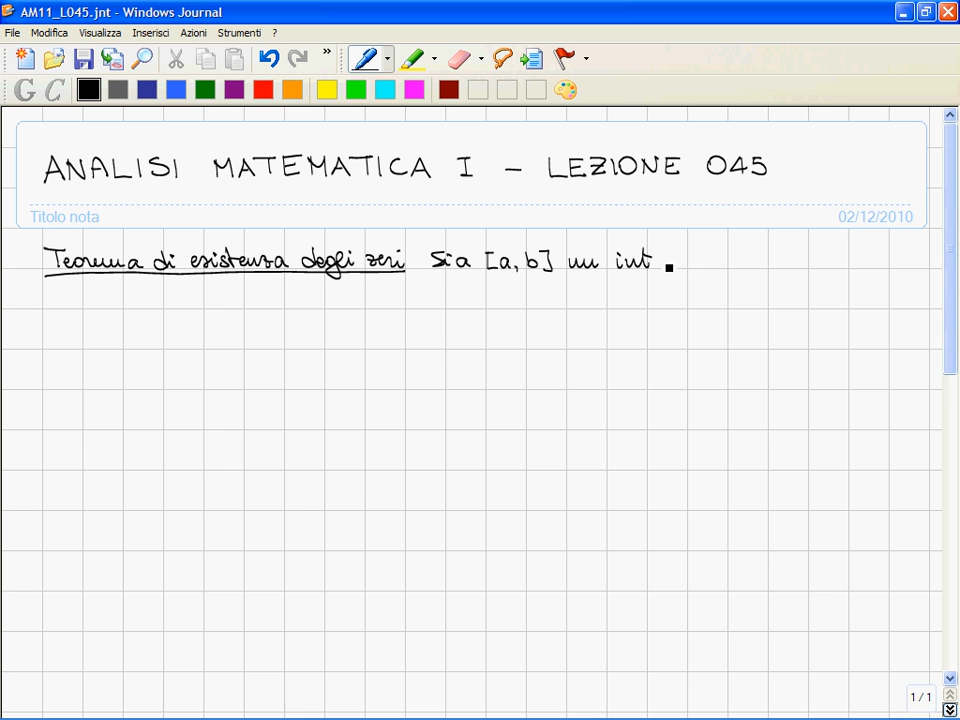 AM11_L045.jnt - Windows Journal
File Modifica Visualizza Inserisci Azioni Strumenti ?
»
G C
ANALISI MATEMATICA I - LEZIONE 045
Titolo nota 02/12/2010
Teorema di esistenza degli zeri Sia [a, b] un int
1 / 1